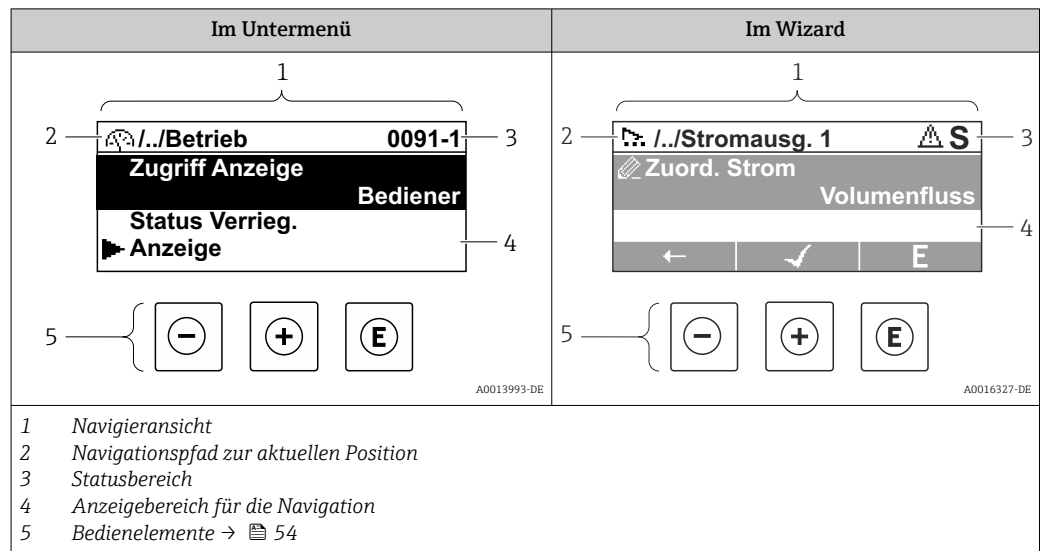 Im Untermenü
Im Wizard
1
2
/../Betrieb 0091-1
3
Zugriff Anzeige
Bediener
Status Verrieg.
Anzeige
4
5
- + E
A0013993-DE
1
2
/../Stromausg. 1 S
3
Zuord. Strom
Volumenfluss
4
← ✓ E
5
- + E
A0016327-DE
1 Navigieransicht
2 Navigationspfad zur aktuellen Position
3 Statusbereich
4 Anzeigebereich für die Navigation
5 Bedienelemente → 54